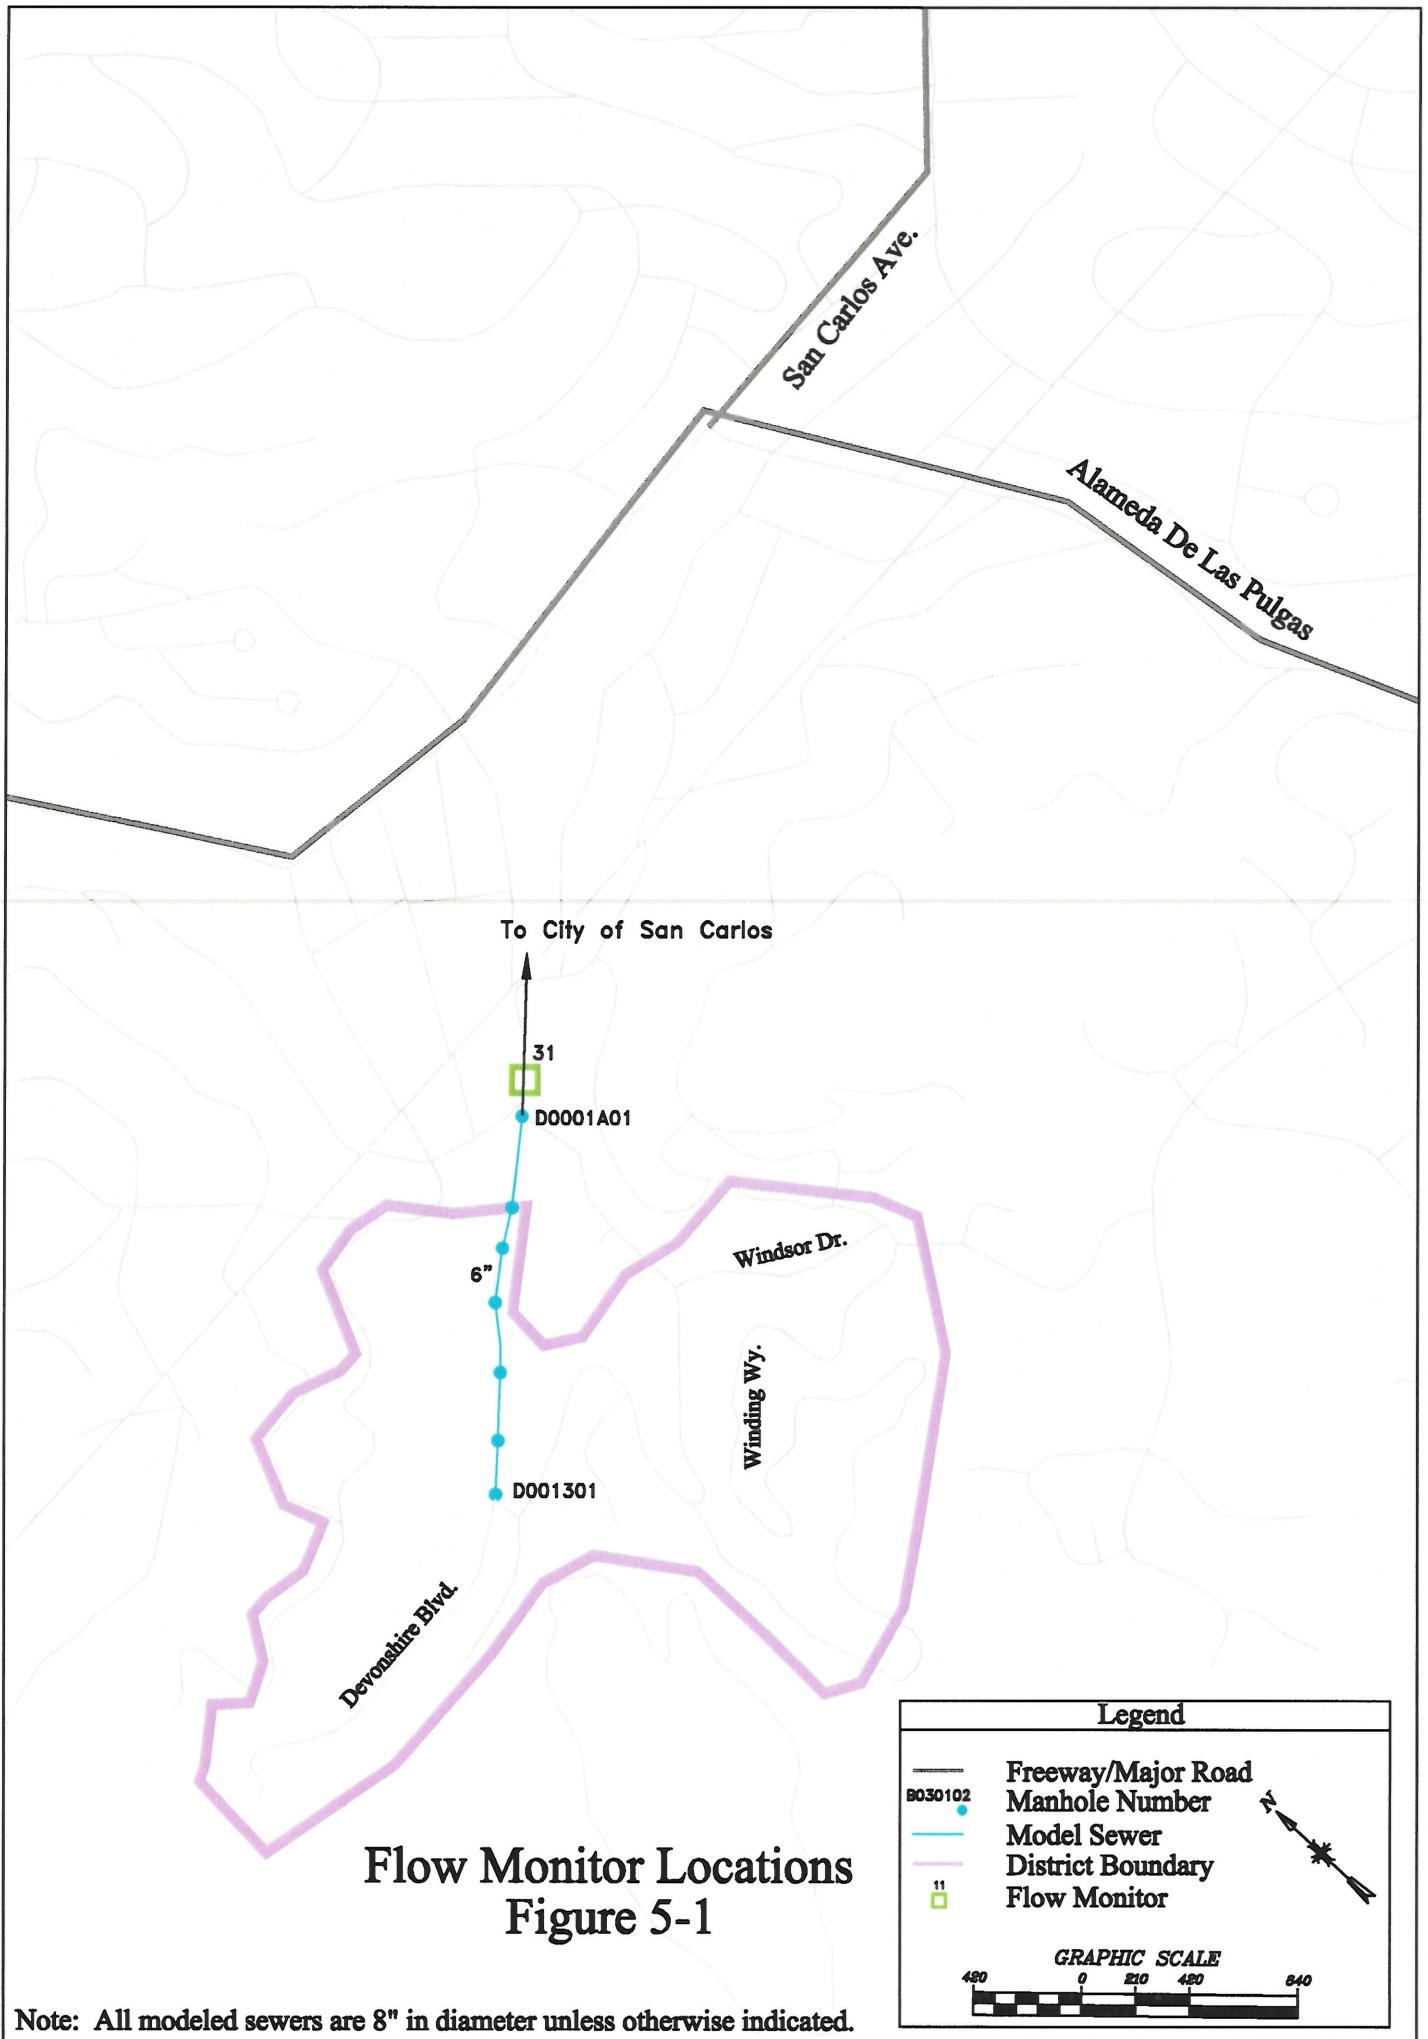 San Carlos Ave.
Alameda De Las Pulgas
To City of San Carlos
31
D0001A01
Windsor Dr.
6"
Winding Wy.
D001301
Devonshire Blvd.
Flow Monitor Locations
Figure 5-1
Legend
Freeway/Major Road
B030102
Manhole Number
Model Sewer
District Boundary
11
Flow Monitor
N
GRAPHIC SCALE
420 0 210 420 840
Note: All modeled sewers are 8" in diameter unless otherwise indicated.